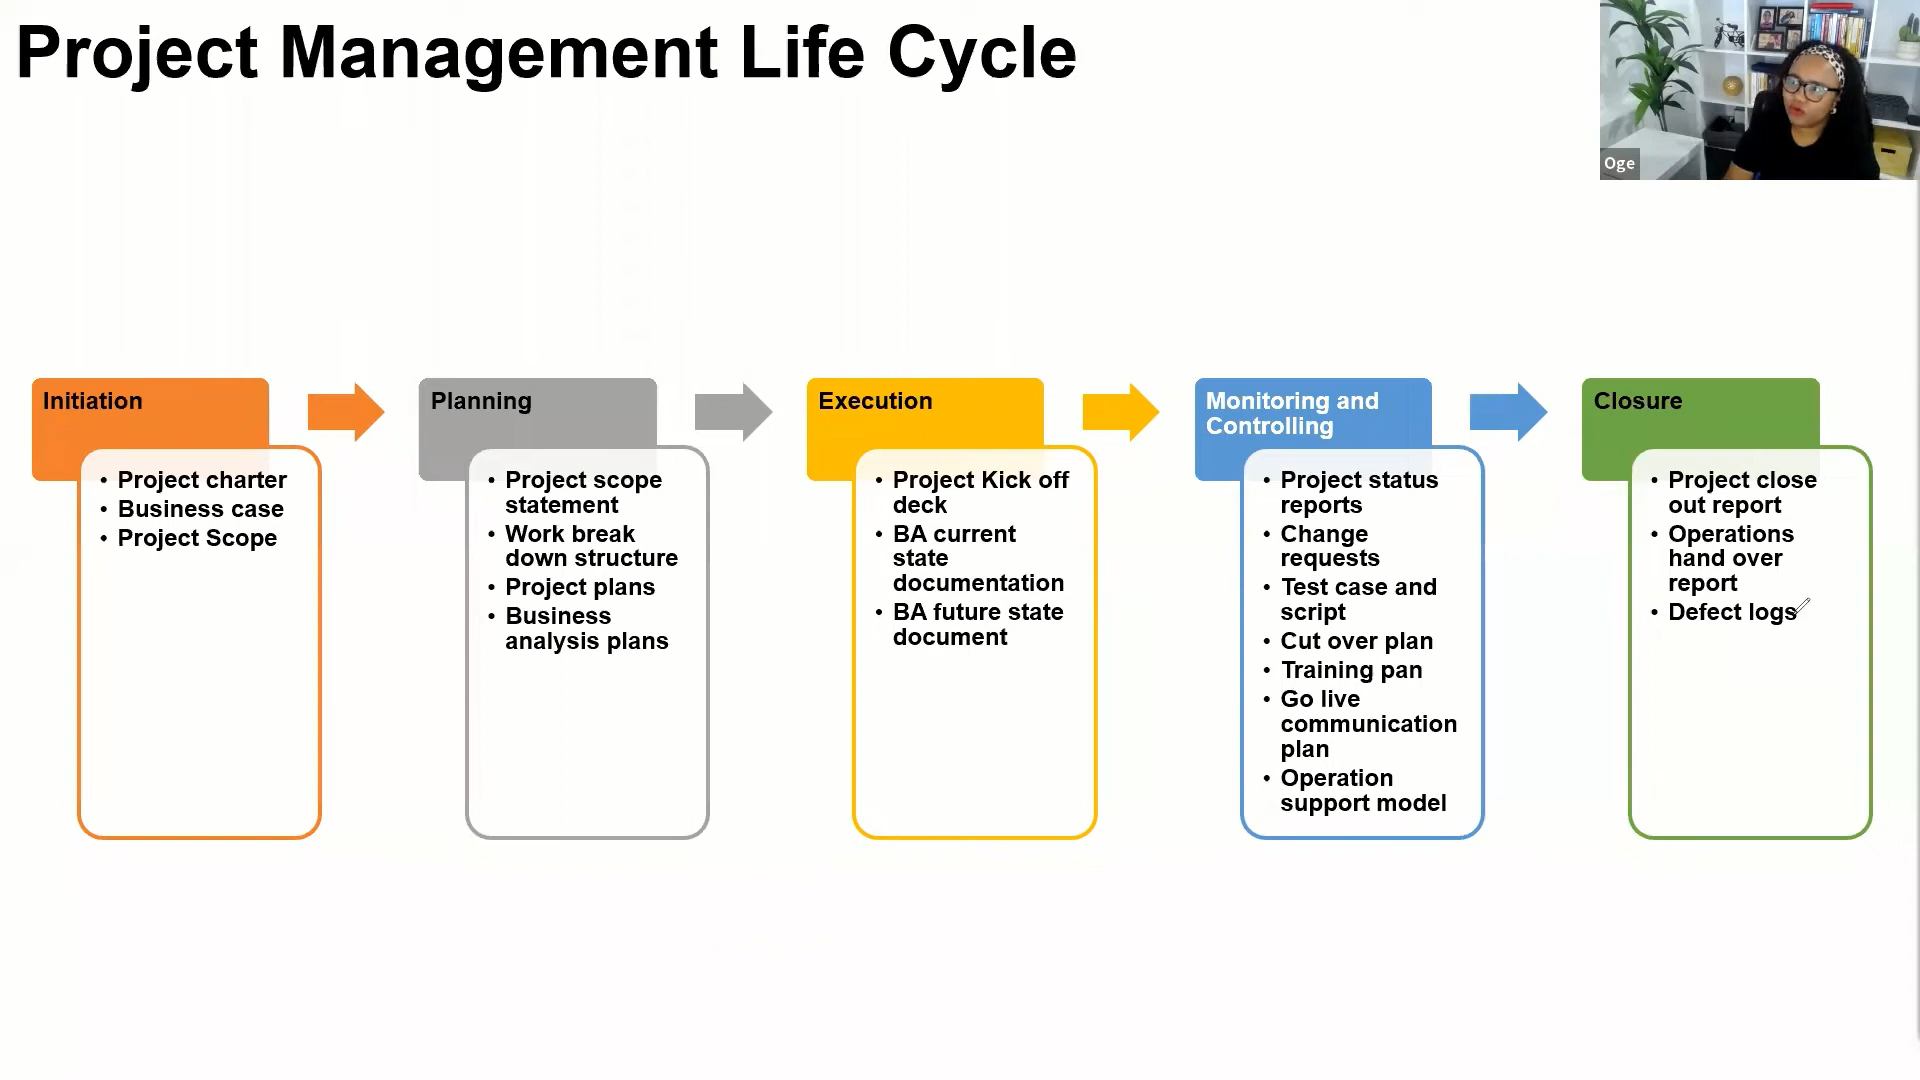 Project Management Life Cycle
Oge
Initiation
• Project charter
• Business case
• Project Scope
Planning
• Project scope
statement
• Work break
down structure
• Project plans
• Business
analysis plans
Execution
• Project Kick off
deck
• BA current
state
documentation
• BA future state
document
Monitoring and
Controlling
• Project status
reports
• Change
requests
• Test case and
script
• Cut over plan
• Training pan
• Go live
communication
plan
• Operation
support model
Closure
• Project close
out report
• Operations
hand over
report
• Defect logs